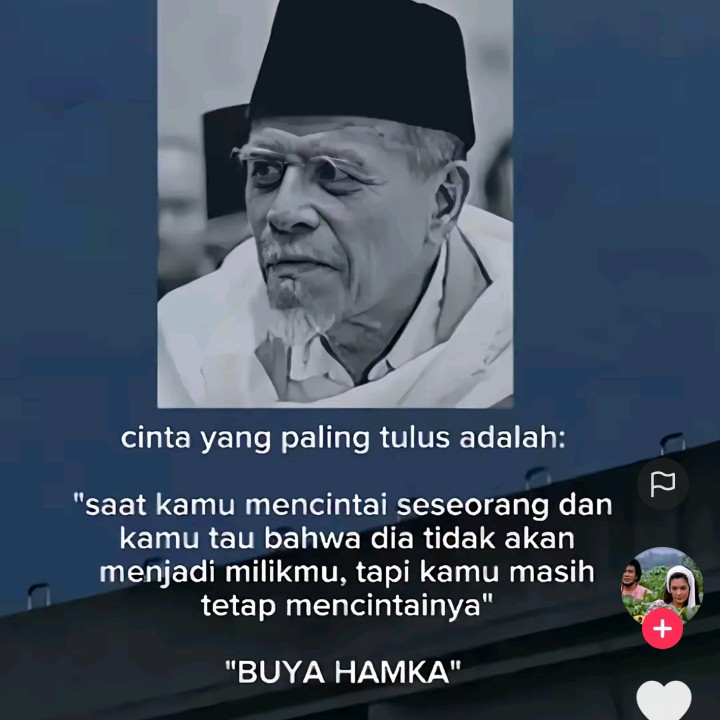 cinta yang paling tulus adalah:
"saat kamu mencintai seseorang dan
kamu tau bahwa dia tidak akan
menjadi milikmu, tapi kamu masih
tetap mencintainya"
"BUYA HAMKA"